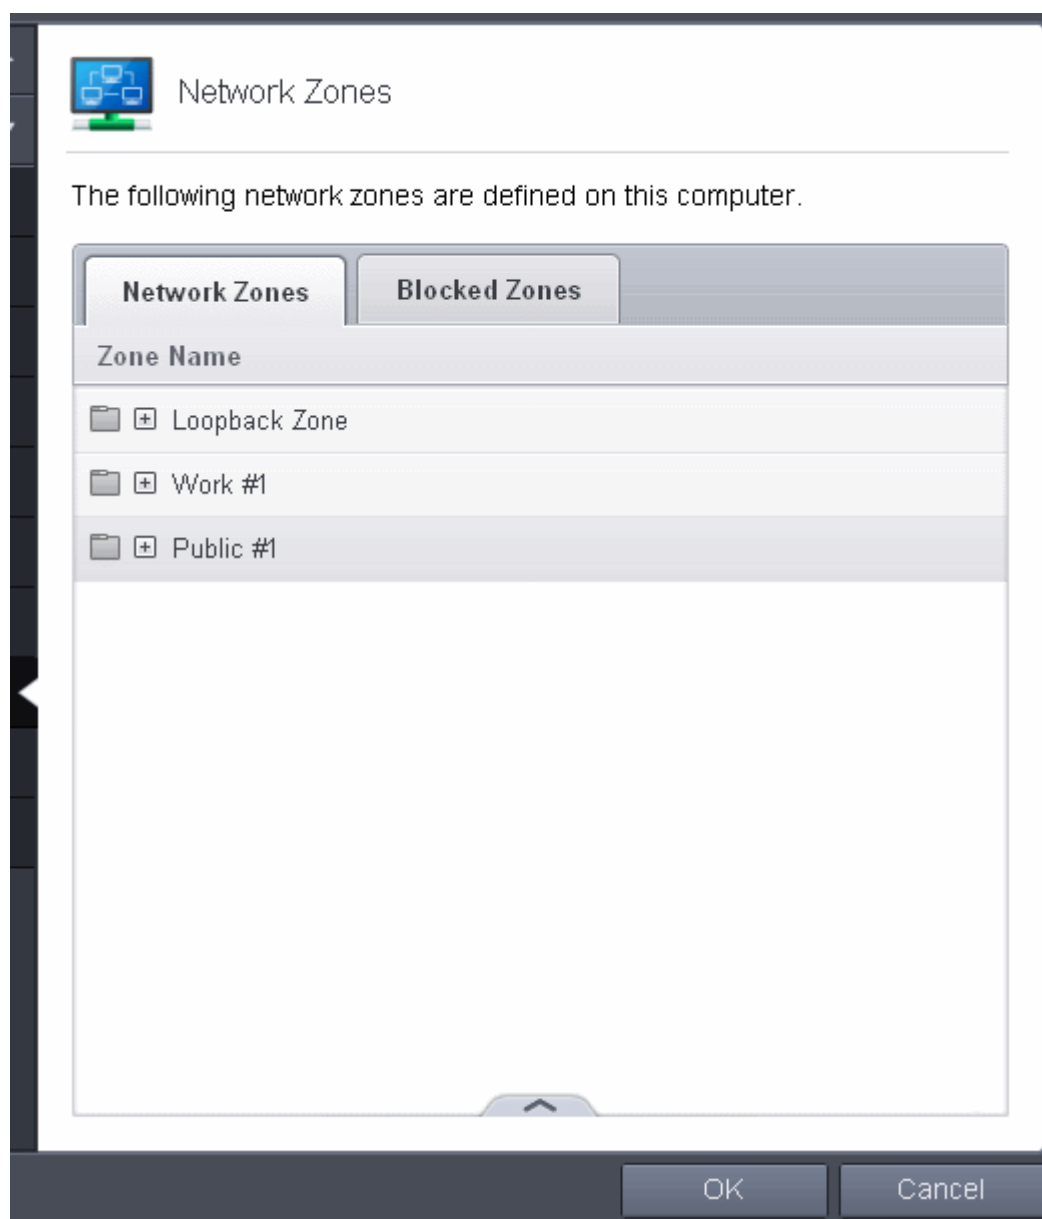 Network Zones
The following network zones are defined on this computer.
Network Zones Blocked Zones
Zone Name
Loopback Zone
Work #1
Public #1
OK Cancel